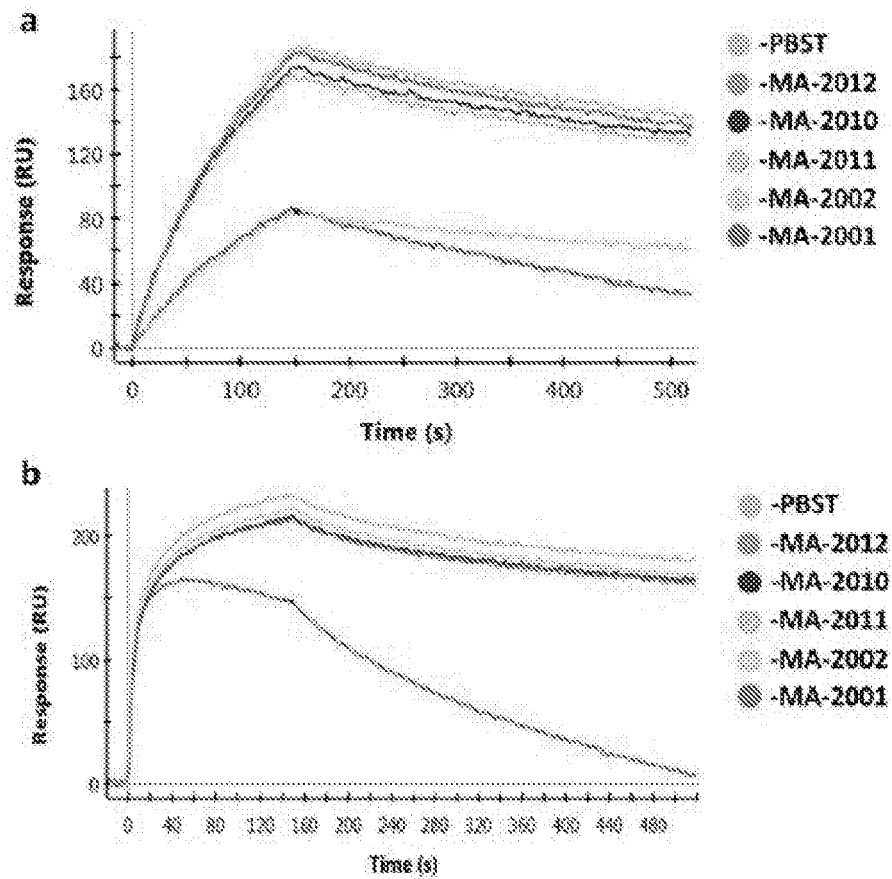 a
Response (RU)
160
120
80
40
0
0 100 200 300 400 500
Time (s)
-PBST
-MA-2012
-MA-2010
-MA-2011
-MA-2002
-MA-2001
b
Response (RU)
200
100
0
0 40 80 120 160 200 240 280 320 360 400 440 480
Time (s)
-PBST
-MA-2012
-MA-2010
-MA-2011
-MA-2002
-MA-2001